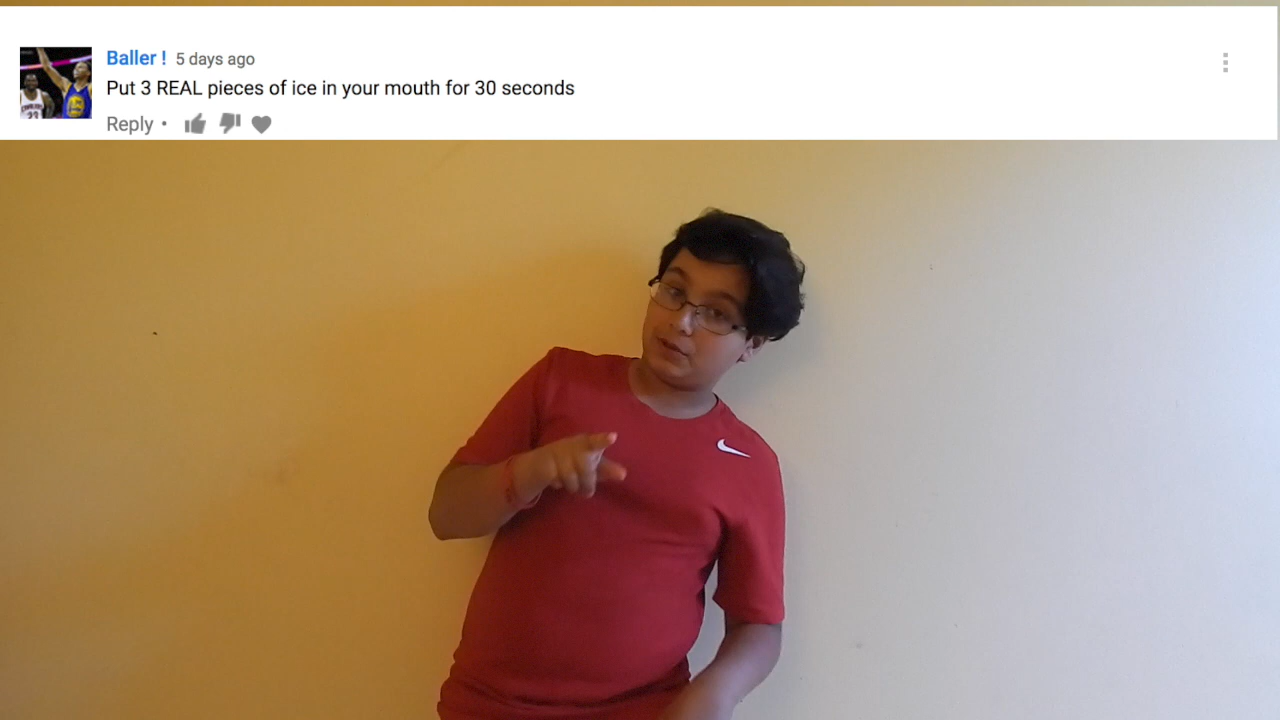 Baller ! 5 days ago
Put 3 REAL pieces of ice in your mouth for 30 seconds
Reply •